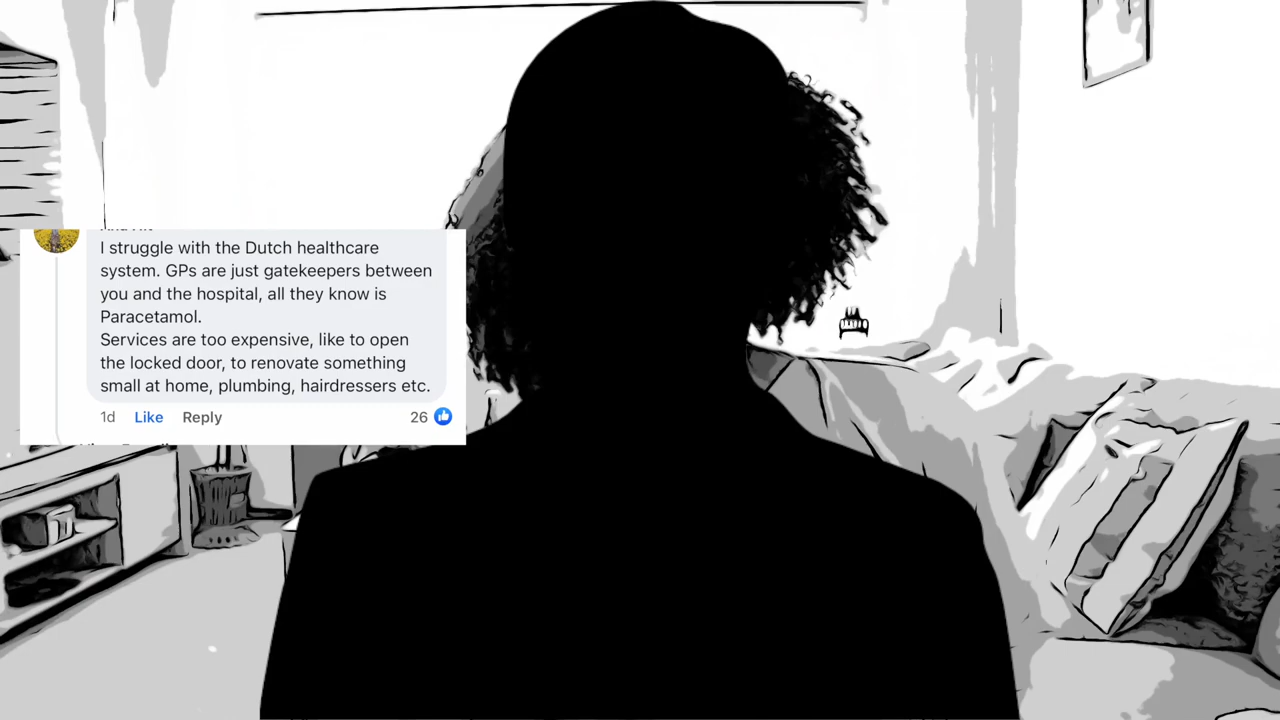 I struggle with the Dutch healthcare
system. GPs are just gatekeepers between
you and the hospital, all they know is
Paracetamol.
Services are too expensive, like to open
the locked door, to renovate something
small at home, plumbing, hairdressers etc.
1d Like Reply 26